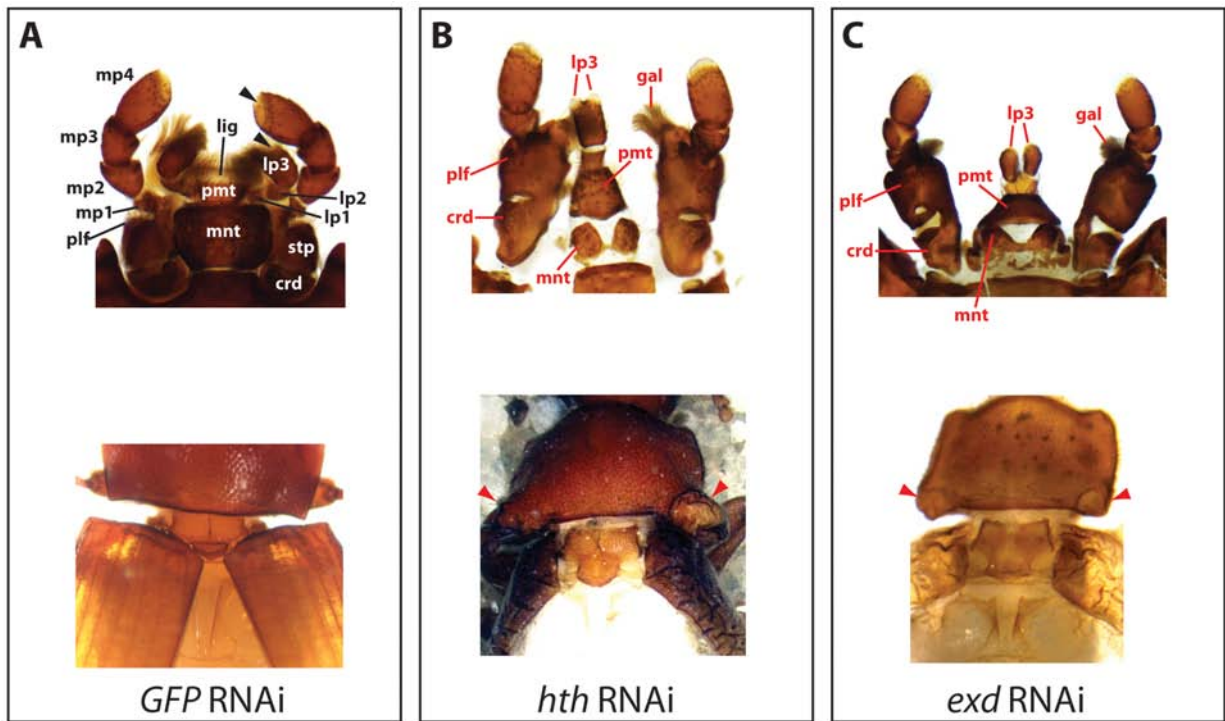 A
mp4
mp3
lig
lp3
mp2
pmt
lp2
mp1
lp1
plf
mnt
stp
crd
GFP RNAi
B
lp3
gal
plf
pmt
crd
mnt
hth RNAi
C
lp3
gal
pmt
plf
crd
mnt
exd RNAi